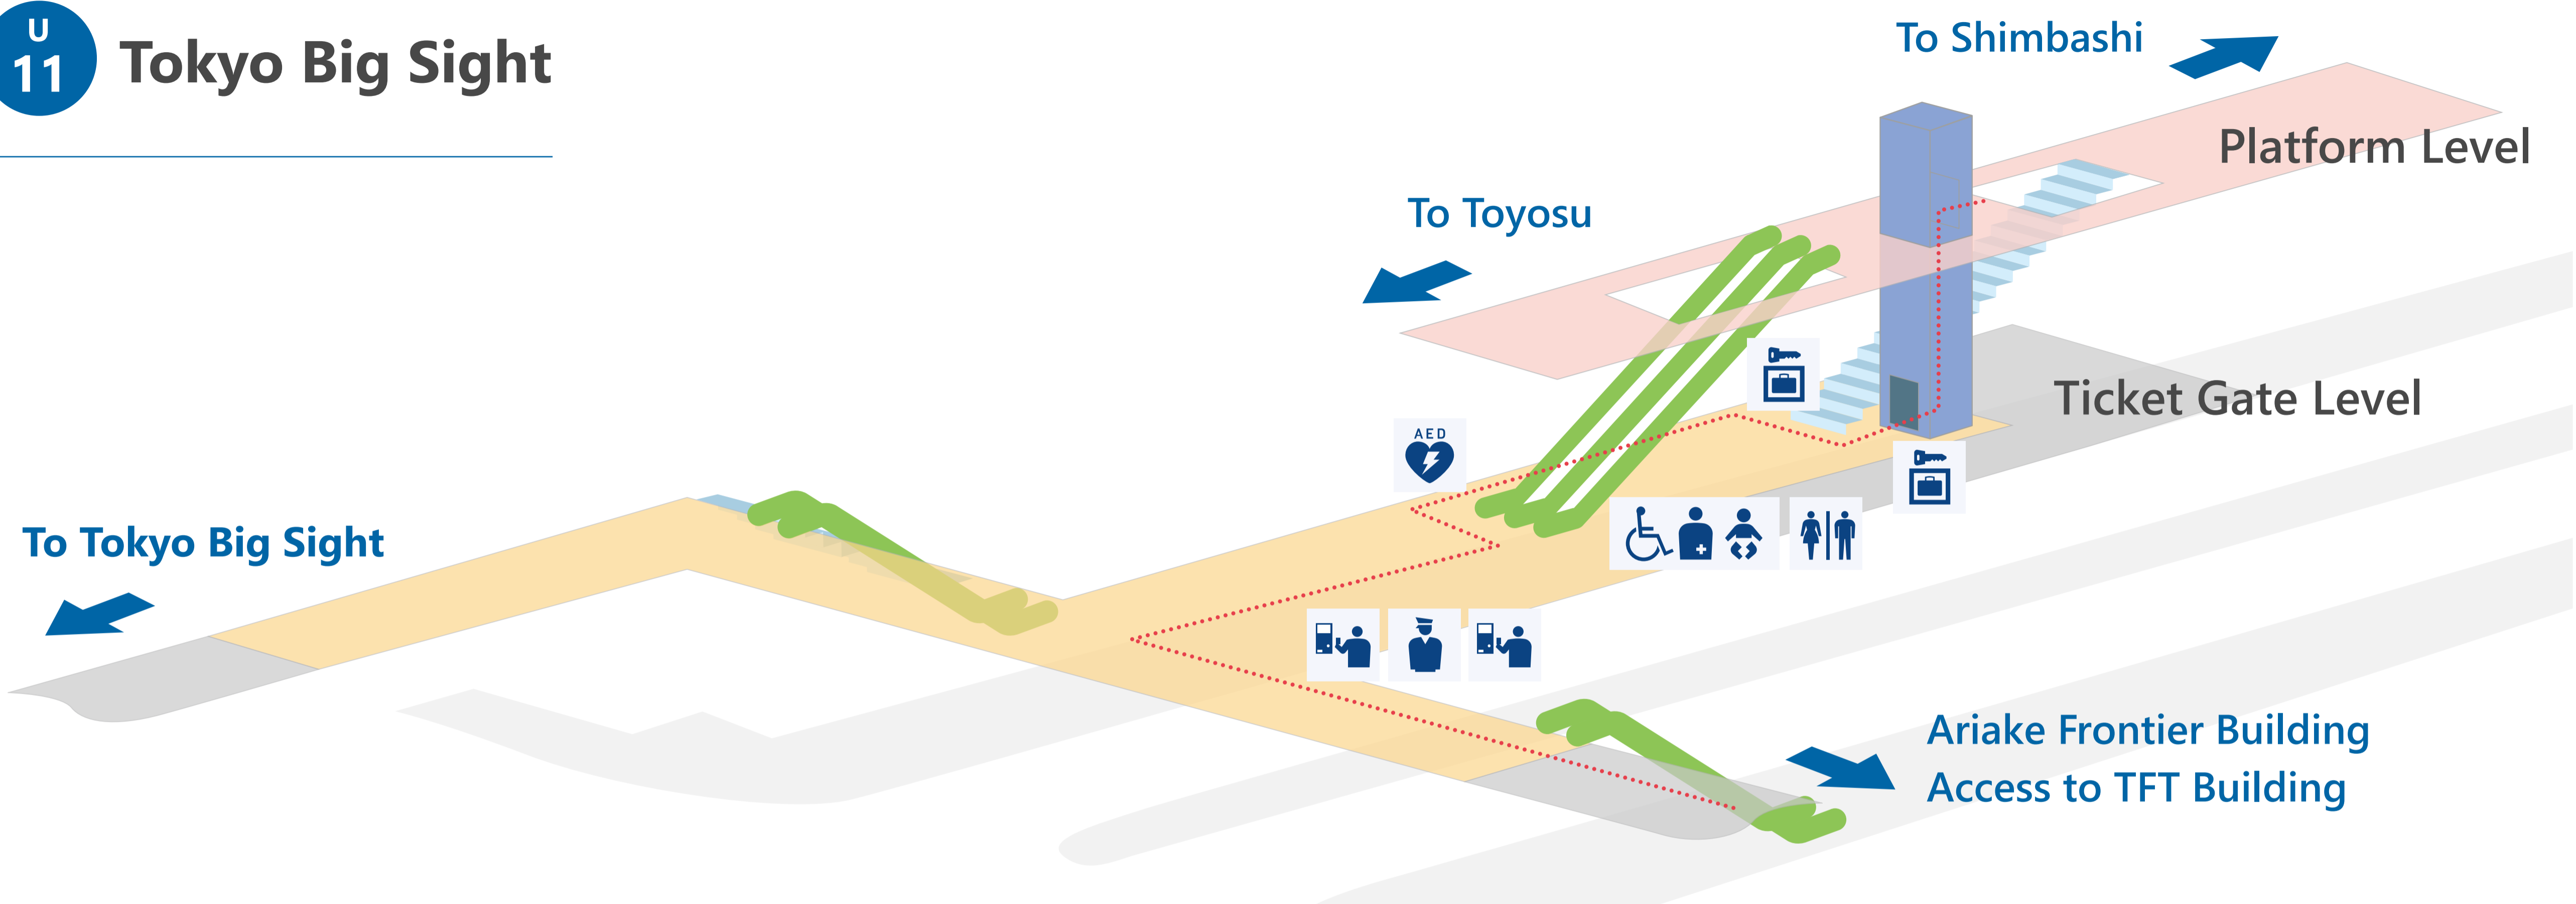 U
11
Tokyo Big Sight
To Shimbashi
Platform Level
To Toyosu
Ticket Gate Level
AED
To Tokyo Big Sight
Ariake Frontier Building
Access to TFT Building